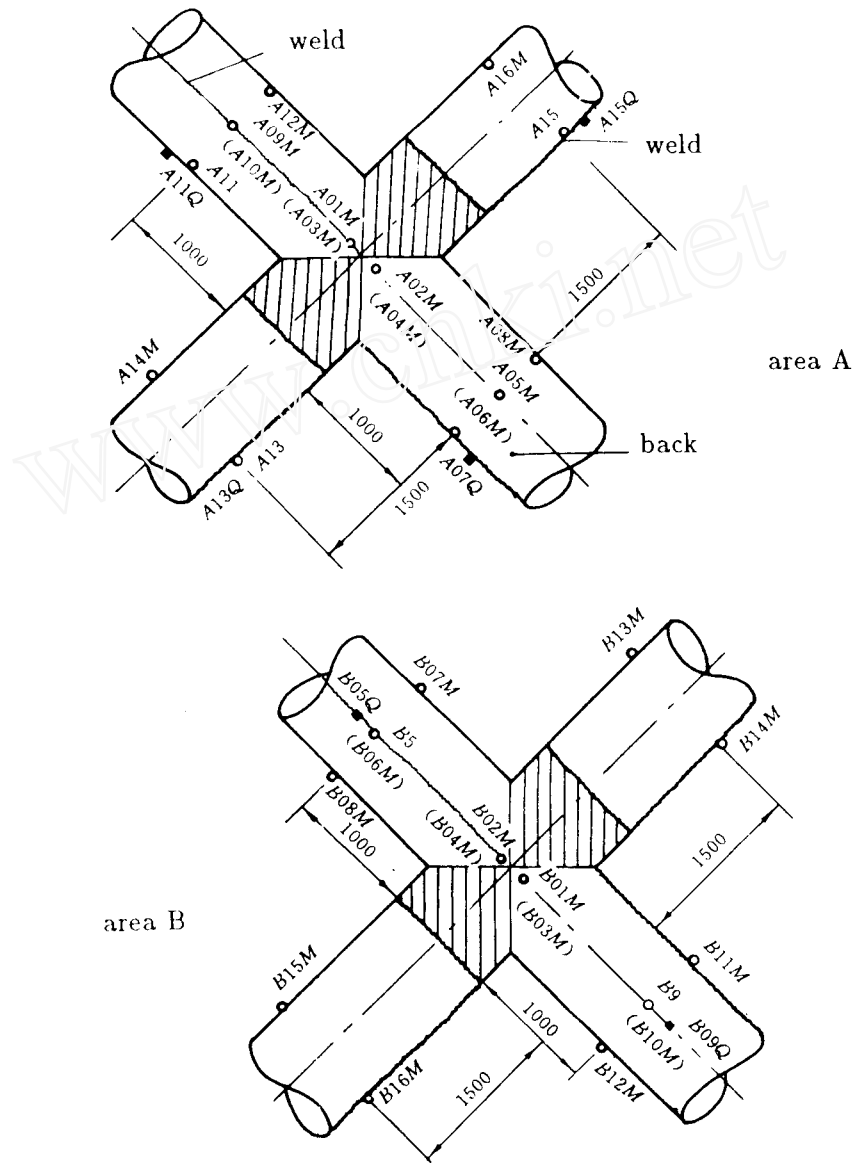 weld
A16M
A12M
A09M
(A10M)
A15
A15Q
weld
A11Q
A11
A01M
(A03M)
1000
1500
A02M
(A04M)
A08M
A05M
(A06M)
area A
A14M
1000
back
A13Q
A13
1500
A07Q
www.cnki.net
B13M
B07M
B05Q
B5
(B06M)
B14M
B08M
B02M
(B04M)
1000
1500
B01M
(B03M)
area B
B11M
B15M
B9
(B10M)
B09Q
1000
B12M
B16M
1500